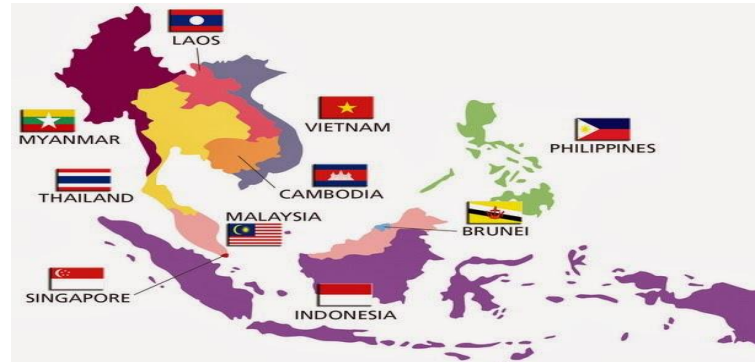 LAOS
VIETNAM
MYANMAR
PHILIPPINES
THAILAND
CAMBODIA
MALAYSIA
BRUNEI
SINGAPORE
INDONESIA